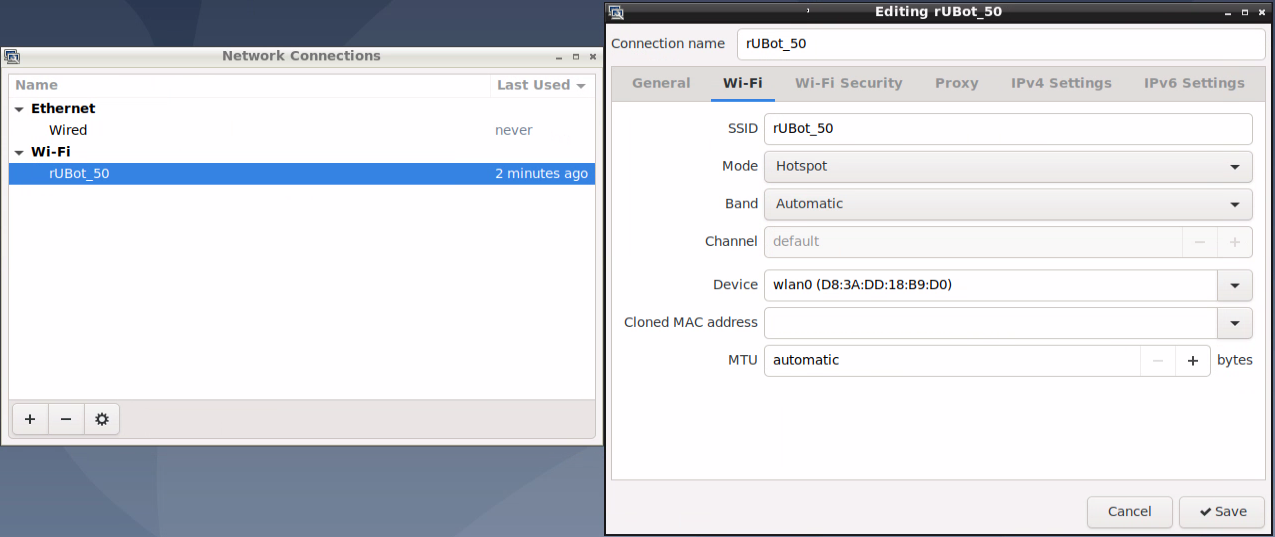 Network Connections
Name Last Used
Ethernet
Wired never
Wi-Fi
rUBot_50 2 minutes ago
Editing rUBot_50
Connection name rUBot_50
General Wi-Fi Wi-Fi Security Proxy IPv4 Settings IPv6 Settings
SSID rUBot_50
Mode Hotspot
Band Automatic
Channel default
Device wlan0 (D8:3A:DD:18:B9:D0)
Cloned MAC address
MTU automatic bytes
Cancel Save